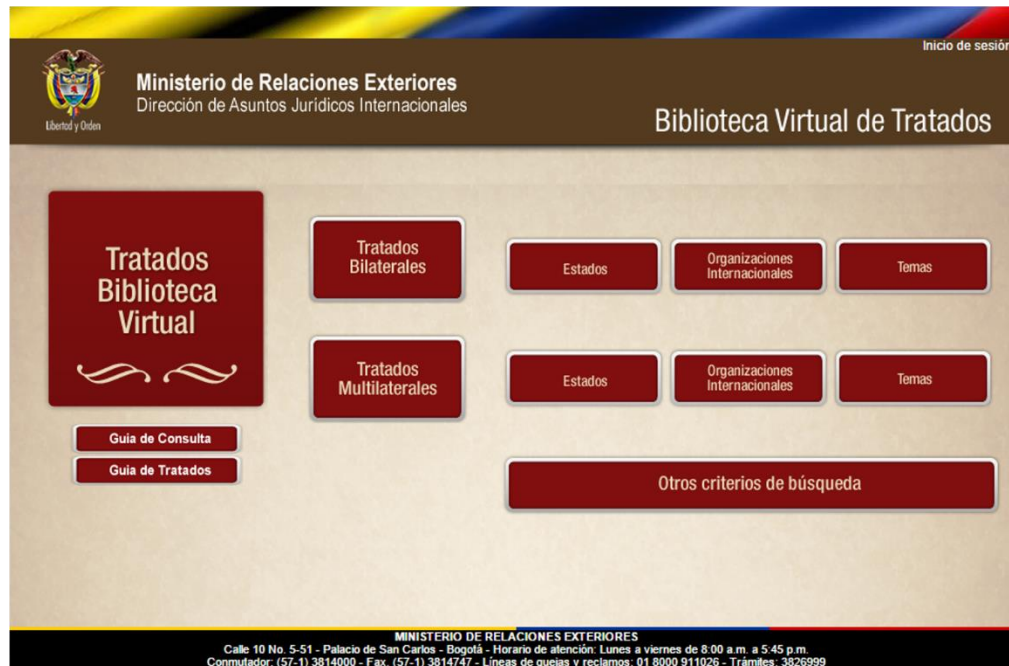 Inicio de sesión
Ministerio de Relaciones Exteriores
Dirección de Asuntos Jurídicos Internacionales
Libertad y Orden
Biblioteca Virtual de Tratados
Tratados
Biblioteca
Virtual
Guia de Consulta
Guia de Tratados
Tratados
Bilaterales
Estados
Organizaciones
Internacionales
Temas
Tratados
Multilaterales
Estados
Organizaciones
Internacionales
Temas
Otros criterios de búsqueda
MINISTERIO DE RELACIONES EXTERIORES
Calle 10 No. 5-51 - Palacio de San Carlos - Bogotá - Horario de atención: Lunes a viernes de 8:00 a.m. a 5:45 p.m.
Conmutador: (57-1) 3814000 - Fax. (57-1) 3814747 - Líneas de quejas y reclamos: 01 8000 911026 - Trámites: 3826999